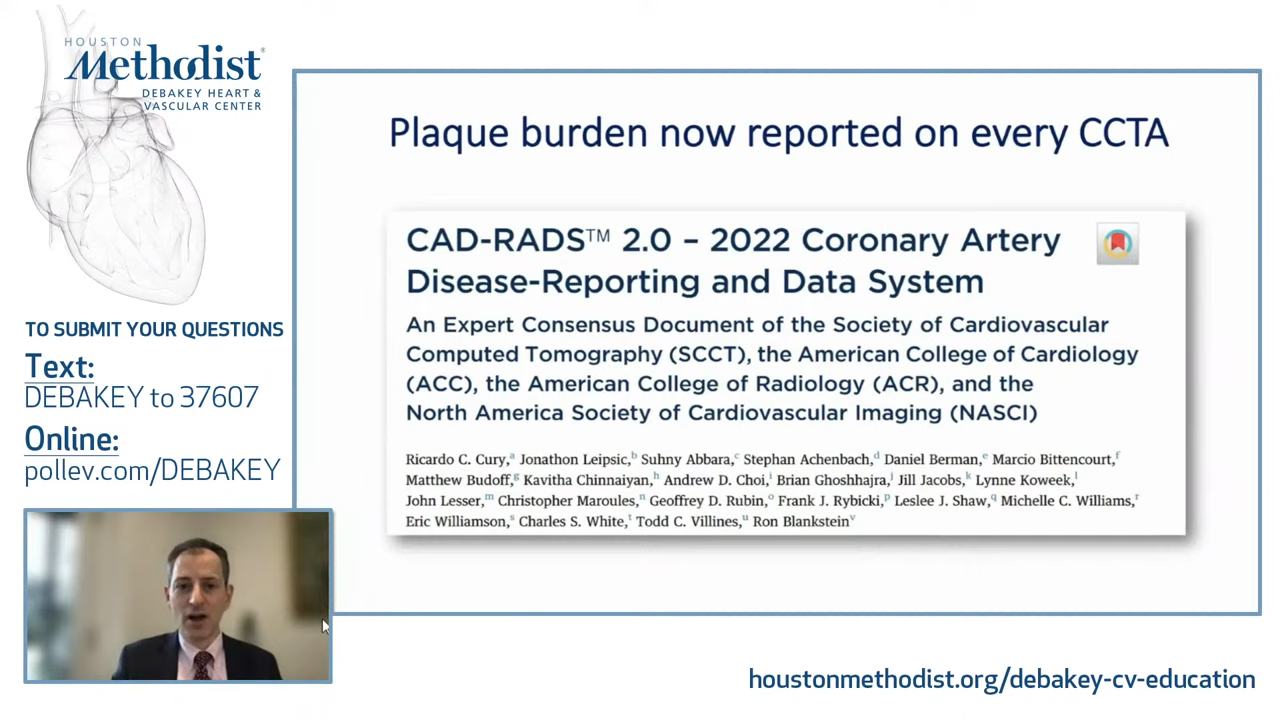 HOUSTON
Methodist®
DEBAKEY HEART &
VASCULAR CENTER
TO SUBMIT YOUR QUESTIONS
Text:
DEBAKEY to 37607
Online:
pollev.com/DEBAKEY
Plaque burden now reported on every CCTA
CAD-RADS™ 2.0 – 2022 Coronary Artery
Disease-Reporting and Data System
An Expert Consensus Document of the Society of Cardiovascular
Computed Tomography (SCCT), the American College of Cardiology
(ACC), the American College of Radiology (ACR), and the
North America Society of Cardiovascular Imaging (NASCI)
Ricardo C. Cury,a Jonathon Leipsic,b Suhny Abbara,c Stephan Achenbach,d Daniel Berman,e Marcio Bittencourt,f
Matthew Budoff,g Kavitha Chinnaiyan,h Andrew D. Choi,i Brian Ghoshhajra,j Jill Jacobs,k Lynne Koweek,l
John Lesser,m Christopher Maroules,n Geoffrey D. Rubin,o Frank J. Rybicki,p Leslee J. Shaw,q Michelle C. Williams,r
Eric Williamson,s Charles S. White,t Todd C. Villines,u Ron Blanksteinv
houstonmethodist.org/debakey-cv-education